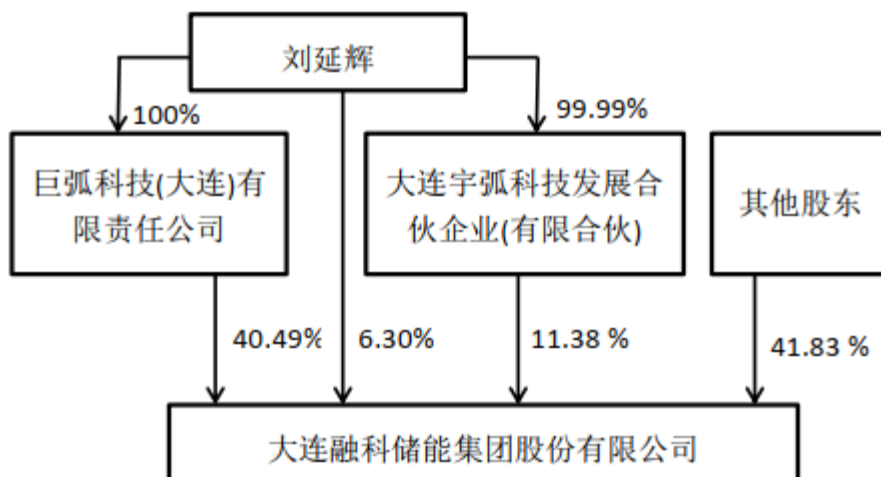 刘延辉
100%
99.99%
巨弧科技(大连)有
限责任公司
大连宇弧科技发展合
伙企业(有限合伙)
其他股东
40.49%
6.30%
11.38 %
41.83 %
大连融科储能集团股份有限公司